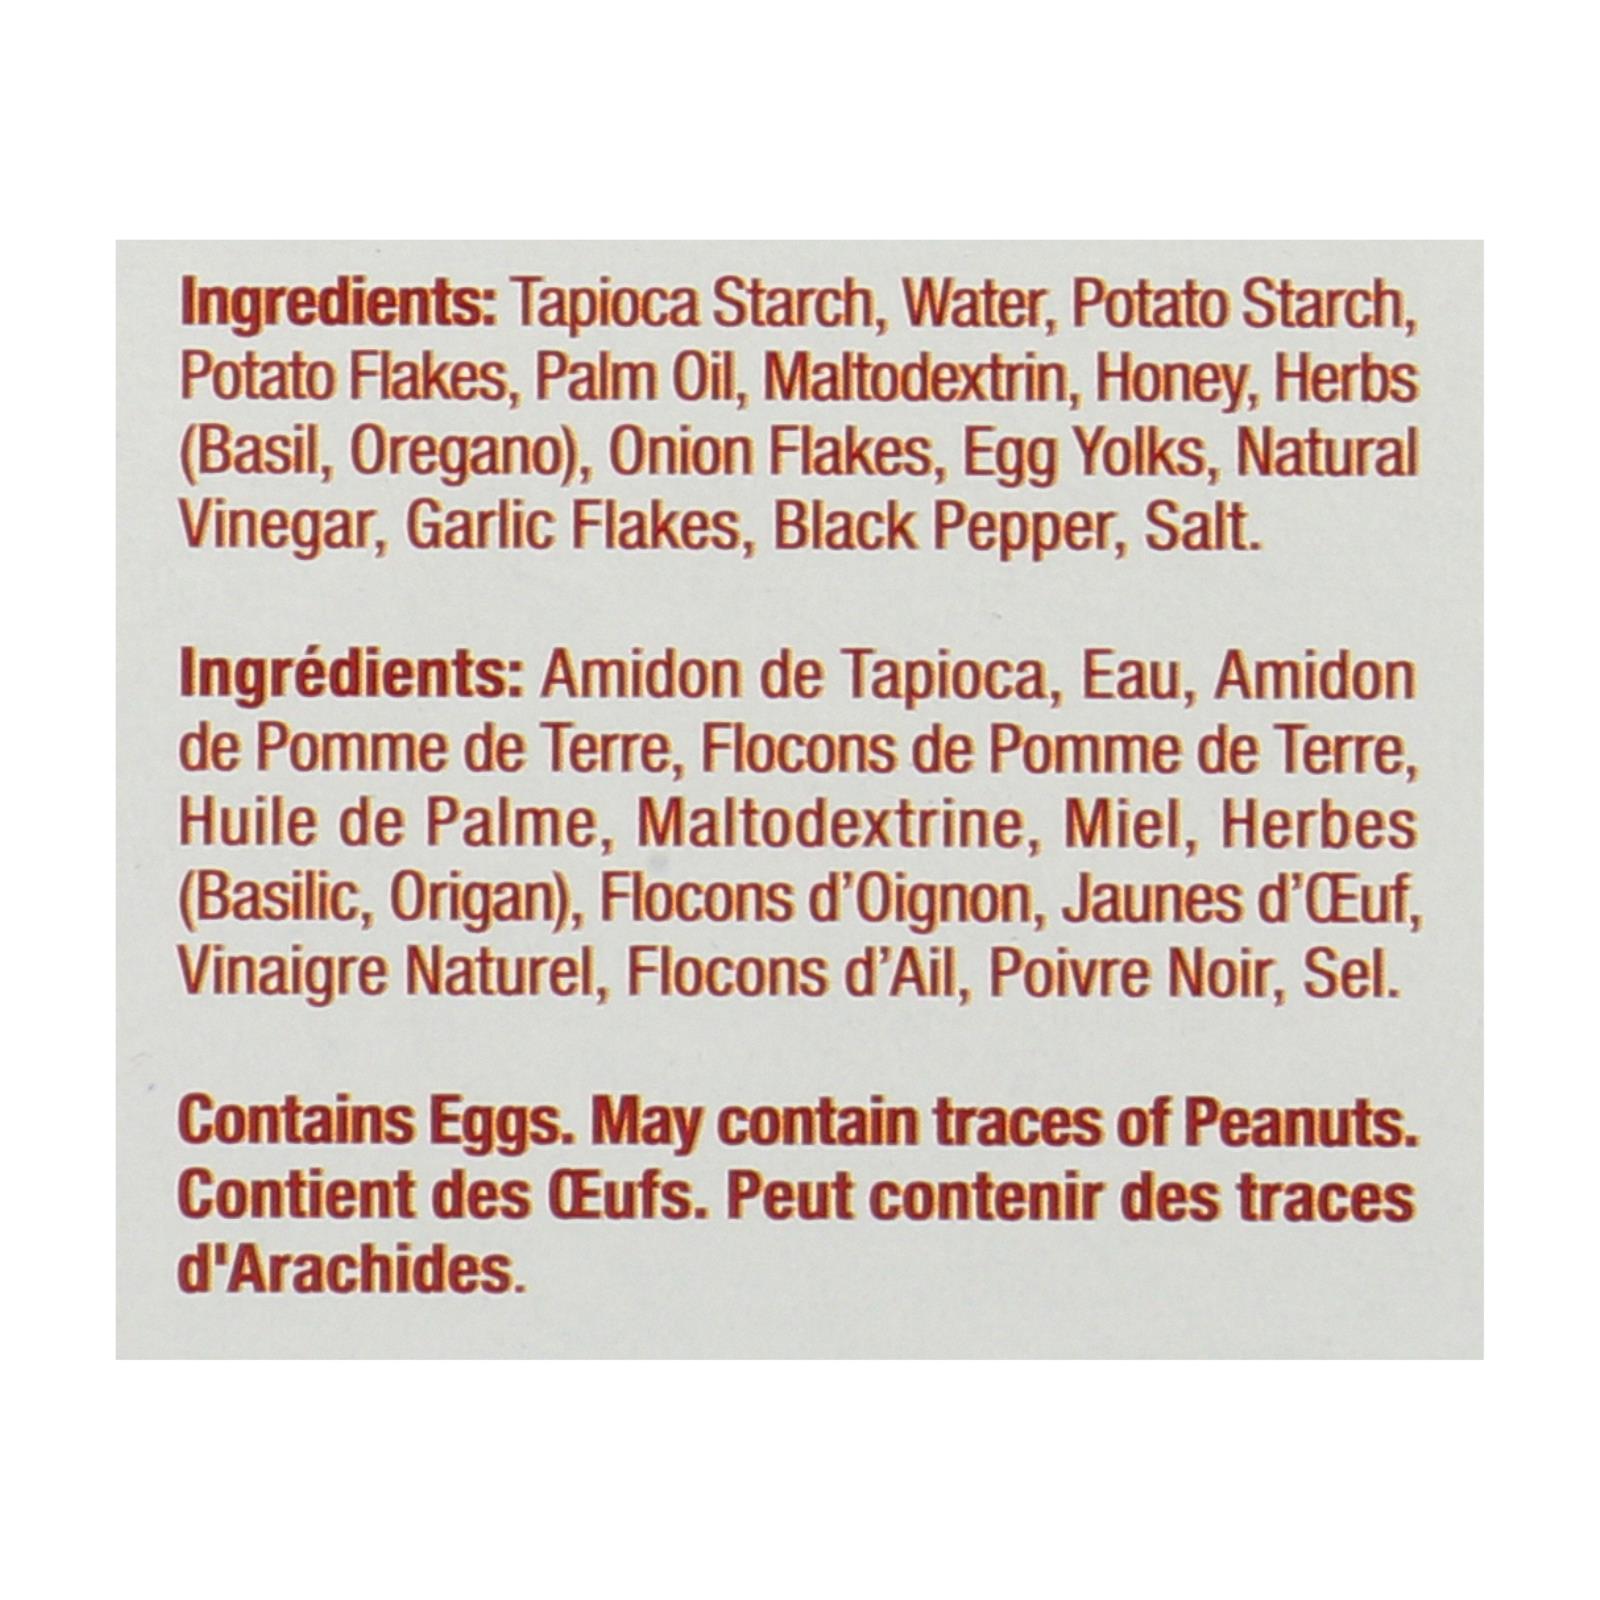 Ingredients: Tapioca Starch, Water, Potato Starch,
Potato Flakes, Palm Oil, Maltodextrin, Honey, Herbs
(Basil, Oregano), Onion Flakes, Egg Yolks, Natural
Vinegar, Garlic Flakes, Black Pepper, Salt.
Ingrédients: Amidon de Tapioca, Eau, Amidon
de Pomme de Terre, Flocons de Pomme de Terre,
Huile de Palme, Maltodextrine, Miel, Herbes
(Basilic, Origan), Flocons d’Oignon, Jaunes d’Œuf,
Vinaigre Naturel, Flocons d’Ail, Poivre Noir, Sel.
Contains Eggs. May contain traces of Peanuts.
Contient des Œufs. Peut contenir des traces
d'Arachides.